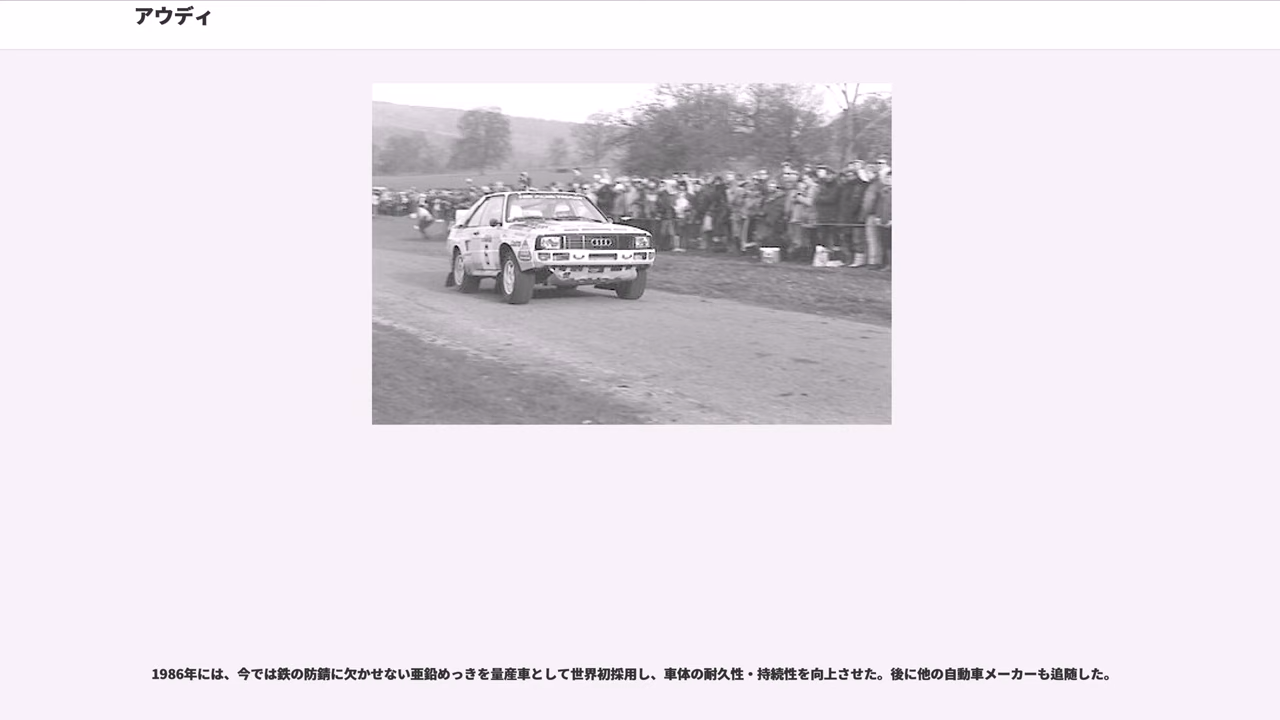 アウディ
1986年には、今では鉄の防錆に欠かせない亜鉛めっきを量産車として世界初採用し、車体の耐久性・持続性を向上させた。後に他の自動車メーカーも追随した。